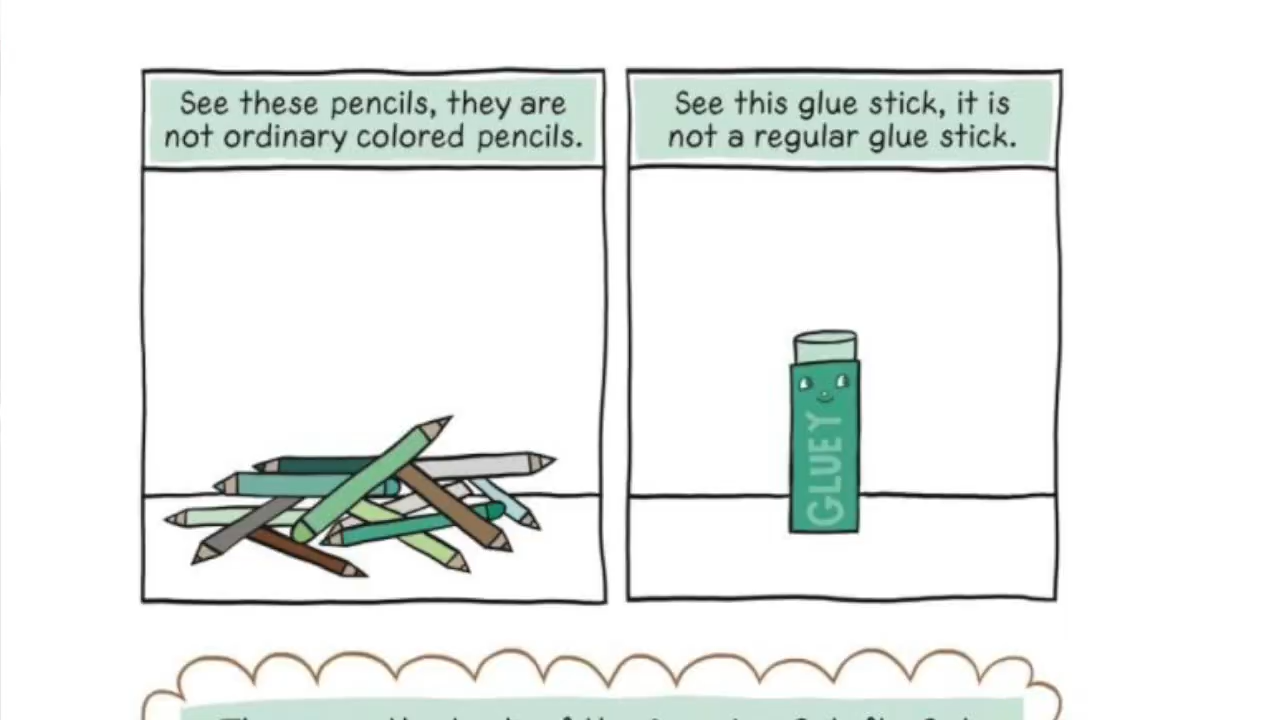 See these pencils, they are
not ordinary colored pencils.
See this glue stick, it is
not a regular glue stick.
GLUEY